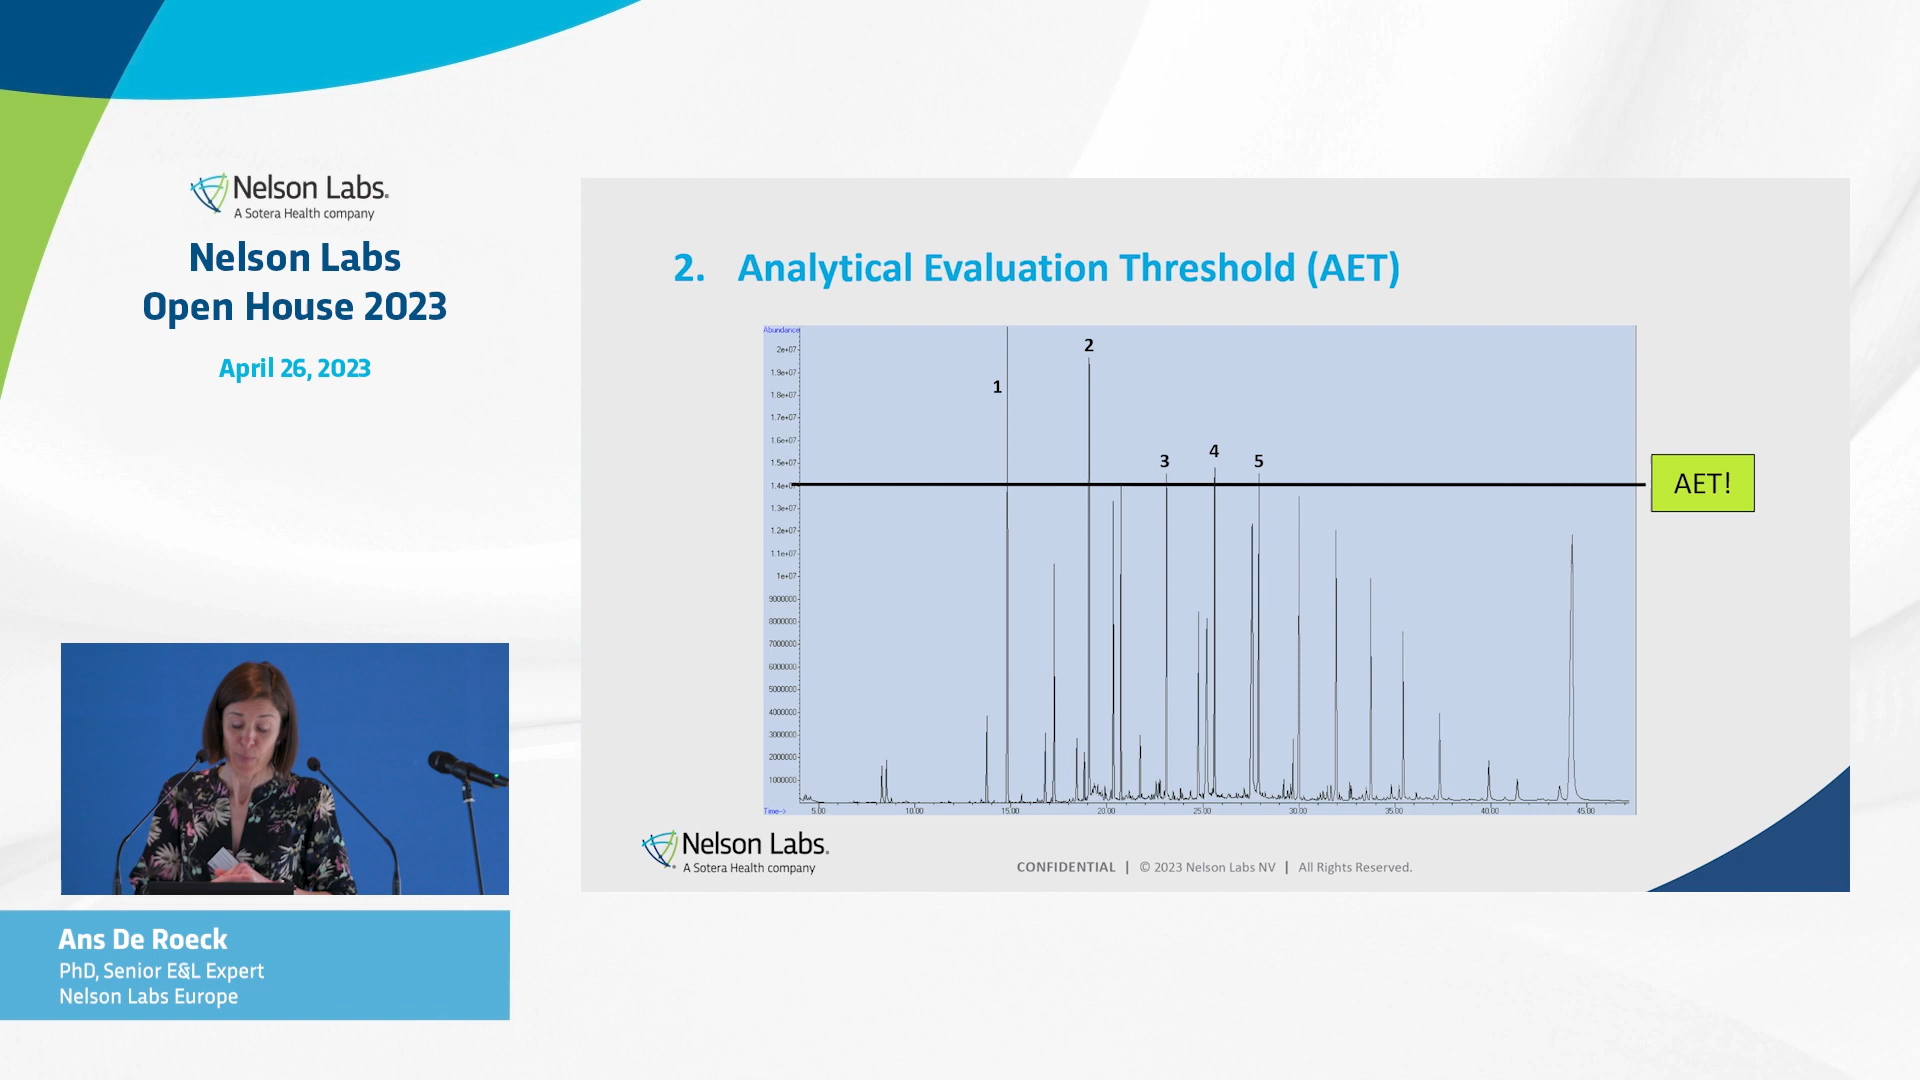 Nelson Labs.
A Sotera Health company
Nelson Labs
Open House 2023
April 26, 2023
2. Analytical Evaluation Threshold (AET)
Abundance
2e+07
1.9e+07
1.8e+07
1.7e+07
1.6e+07
1.5e+07
1.4e+07
1.3e+07
1.2e+07
1.1e+07
1e+07
9000000
8000000
7000000
6000000
5000000
4000000
3000000
2000000
1000000
Time-->
5.00 10.00 15.00 20.00 25.00 30.00 35.00 40.00 45.00
1
2
3
4
5
AET!
Nelson Labs.
A Sotera Health company
CONFIDENTIAL | © 2023 Nelson Labs NV | All Rights Reserved.
Ans De Roeck
PhD, Senior E&L Expert
Nelson Labs Europe